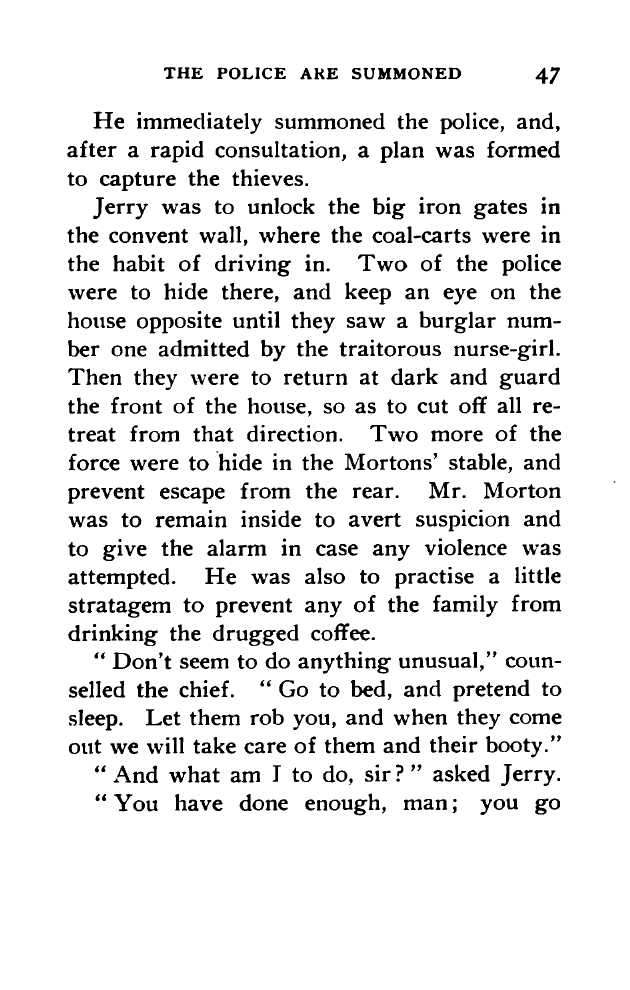 THE POLICE ARE SUMMONED 47
He immediately summoned the police, and,
after a rapid consultation, a plan was formed
to capture the thieves.
Jerry was to unlock the big iron gates in
the convent wall, where the coal-carts were in
the habit of driving in. Two of the police
were to hide there, and keep an eye on the
house opposite until they saw a burglar num-
ber one admitted by the traitorous nurse-girl.
Then they were to return at dark and guard
the front of the house, so as to cut off all re-
treat from that direction. Two more of the
force were to hide in the Mortons' stable, and
prevent escape from the rear. Mr. Morton
was to remain inside to avert suspicion and
to give the alarm in case any violence was
attempted. He was also to practise a little
stratagem to prevent any of the family from
drinking the drugged coffee.
" Don't seem to do anything unusual," coun-
selled the chief. " Go to bed, and pretend to
sleep. Let them rob you, and when they come
out we will take care of them and their booty."
" And what am I to do, sir? " asked Jerry.
" You have done enough, man; you go